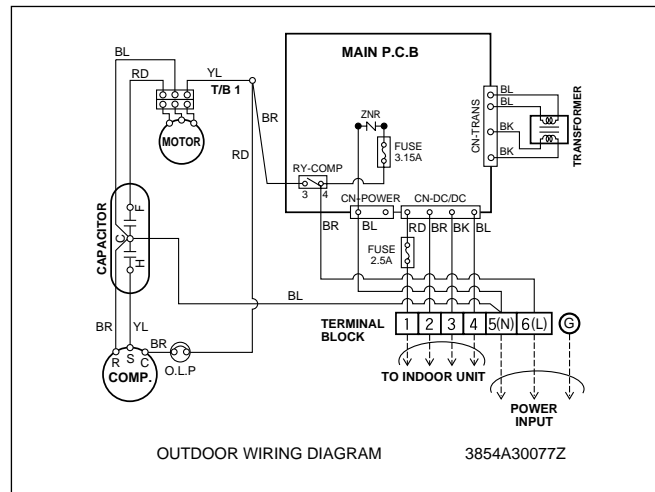 MAIN P.C.B
BL
RD
YL
T/B 1
BR
RD
MOTOR
ZNR
FUSE
3.15A
RY-COMP
3 4
CN-TRANS
BL
BL
BK
BK
TRANSFORMER
CN-POWER
CN-DC/DC
BR
BL
RD
BR
BK
BL
FUSE
2.5A
CAPACITOR
F
C
H
BL
BR
YL
BR
R
S
C
COMP.
O.L.P
TERMINAL
BLOCK
1 2 3 4 5(N) 6(L) G
TO INDOOR UNIT
POWER
INPUT
OUTDOOR WIRING DIAGRAM 3854A30077Z